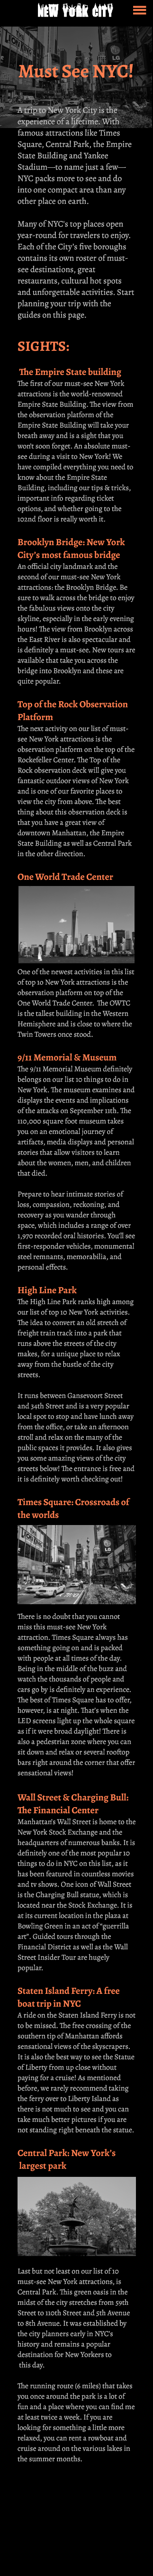 NEW YORK CITY
Must See NYC!
A trip to New York City is the
experience of a lifetime. With
famous attractions like Times
Square, Central Park, the Empire
State Building and Yankee
Stadium—to name just a few—
NYC packs more to see and do
into one compact area than any
other place on earth.
Many of NYC's top places open
year-round for travelers to enjoy.
Each of the City's five boroughs
contains its own roster of must-
see destinations, great
restaurants, cultural hot spots
and unforgettable activities. Start
planning your trip with the
guides on this page.
SIGHTS:
The Empire State building
The first of our must-see New York
attractions is the world-renowned
Empire State Building. The view from
the observation platform of the
Empire State Building will take your
breath away and is a sight that you
won't soon forget. An absolute must-
see during a visit to New York! We
have compiled everything you need to
know about the Empire State
Building, including our tips & tricks,
important info regarding ticket
options, and whether going to the
102nd floor is really worth it.
Brooklyn Bridge: New York
City's most famous bridge
An official city landmark and the
second of our must-see New York
attractions: the Brooklyn Bridge. Be
sure to walk across the bridge to enjoy
the fabulous views onto the city
skyline, especially in the early evening
hours! The view from Brooklyn across
the East River is also spectacular and
is definitely a must-see. New tours are
available that take you across the
bridge into Brooklyn and these are
quite popular.
Top of the Rock Observation
Platform
The next activity on our list of must-
see New York attractions is the
observation platform on the top of the
Rockefeller Center. The Top of the
Rock observation deck will give you
fantastic outdoor views of New York
and is one of our favorite places to
view the city from above. The best
thing about this observation deck is
that you have a great view of
downtown Manhattan, the Empire
State Building as well as Central Park
in the other direction.
One World Trade Center
One of the newest activities in this list
of top 10 New York attractions is the
observation platform on top of the
One World Trade Center. The OWTC
is the tallest building in the Western
Hemisphere and is close to where the
Twin Towers once stood.
9/11 Memorial & Museum
The 9/11 Memorial Museum definitely
belongs on our list 10 things to do in
New York. The museum examines and
displays the events and implications
of the attacks on September 11th. The
110,000 square foot museum takes
you on an emotional journey of
artifacts, media displays and personal
stories that allow visitors to learn
about the women, men, and children
that died.
Prepare to hear intimate stories of
loss, compassion, reckoning, and
recovery as you wander through
space, which includes a range of over
1,970 recorded oral histories. You'll see
first-responder vehicles, monumental
steel remnants, memorabilia, and
personal effects.
High Line Park
The High Line Park ranks high among
our list of top 10 New York activities.
The idea to convert an old stretch of
freight train track into a park that
runs above the streets of the city
makes, for a unique place to relax
away from the bustle of the city
streets.
It runs between Gansevoort Street
and 34th Street and is a very popular
local spot to stop and have lunch away
from the office, or take an afternoon
stroll and relax on the many of the
public spaces it provides. It also gives
you some amazing views of the city
streets below! The entrance is free and
it is definitely worth checking out!
Times Square: Crossroads of
the worlds
There is no doubt that you cannot
miss this must-see New York
attraction. Times Square always has
something going on and is packed
with people at all times of the day.
Being in the middle of the buzz and
watch the thousands of people and
cars go by is definitely an experience.
The best of Times Square has to offer,
however, is at night. That's when the
LED screens light up the whole square
as if it were broad daylight! There is
also a pedestrian zone where you can
sit down and relax or several rooftop
bars right around the corner that offer
sensational views!
Wall Street & Charging Bull:
The Financial Center
Manhattan's Wall Street is home to the
New York Stock Exchange and the
headquarters of numerous banks. It is
definitely one of the most popular 10
things to do in NYC on this list, as it
has been featured in countless movies
and tv shows. One icon of Wall Street
is the Charging Bull statue, which is
located near the Stock Exchange. It is
at its current location in the plaza at
Bowling Green in an act of "guerrilla
art". Guided tours through the
Financial District as well as the Wall
Street Insider Tour are hugely
popular.
Staten Island Ferry: A free
boat trip in NYC
A ride on the Staten Island Ferry is not
to be missed. The free crossing of the
southern tip of Manhattan affords
sensational views of the skyscrapers.
It is also the best way to see the Statue
of Liberty from up close without
paying for a cruise! As mentioned
before, we rarely recommend taking
the ferry over to Liberty Island as
there is not much to see and you can
take much better pictures if you are
not standing right beneath the statue.
Central Park: New York's
largest park
Last but not least on our list of 10
must-see New York attractions, is
Central Park. This green oasis in the
midst of the city stretches from 59th
Street to 110th Street and 5th Avenue
to 8th Avenue. It was established by
the city planners early in NYC's
history and remains a popular
destination for New Yorkers to
this day.
The running route (6 miles) that takes
you once around the park is a lot of
fun and a place where you can find me
at least twice a week. If you are
looking for something a little more
relaxed, you can rent a rowboat and
cruise around on the various lakes in
the summer months.